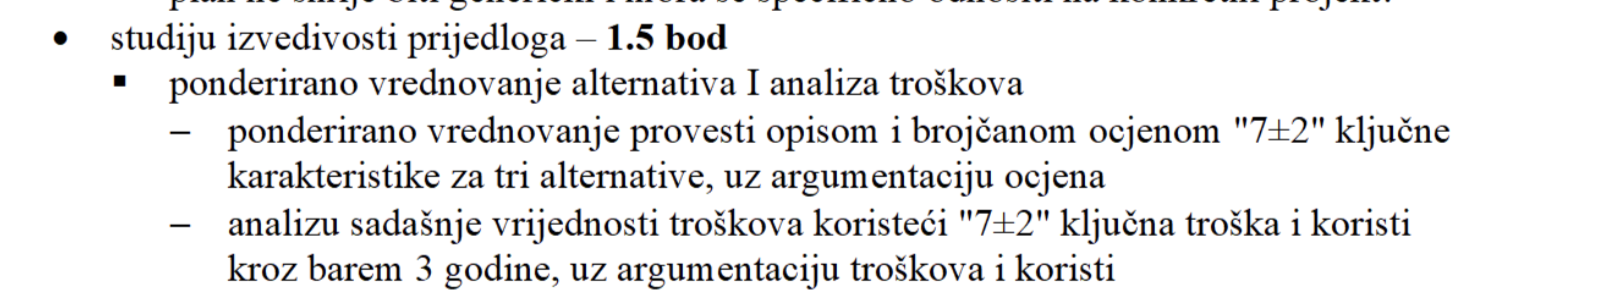 • studiju izvedivosti prijedloga – 1.5 bod
▪ ponderirano vrednovanje alternativa I analiza troškova
– ponderirano vrednovanje provesti opisom i brojčanom ocjenom "7±2" ključne
karakteristike za tri alternative, uz argumentaciju ocjena
– analizu sadašnje vrijednosti troškova koristeći "7±2" ključna troška i koristi
kroz barem 3 godine, uz argumentaciju troškova i koristi